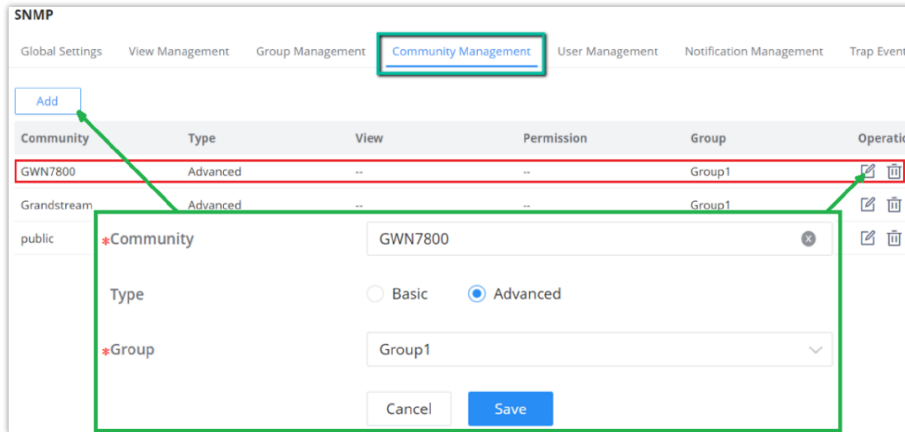 SNMP
Global Settings View Management Group Management Community Management User Management Notification Management Trap Event
Add
Community Type View Permission Group Operatio
GWN7800 Advanced -- -- Group1
Grandstream Advanced -- -- Group1
public
*Community GWN7800
Type Basic Advanced
*Group Group1
Cancel Save